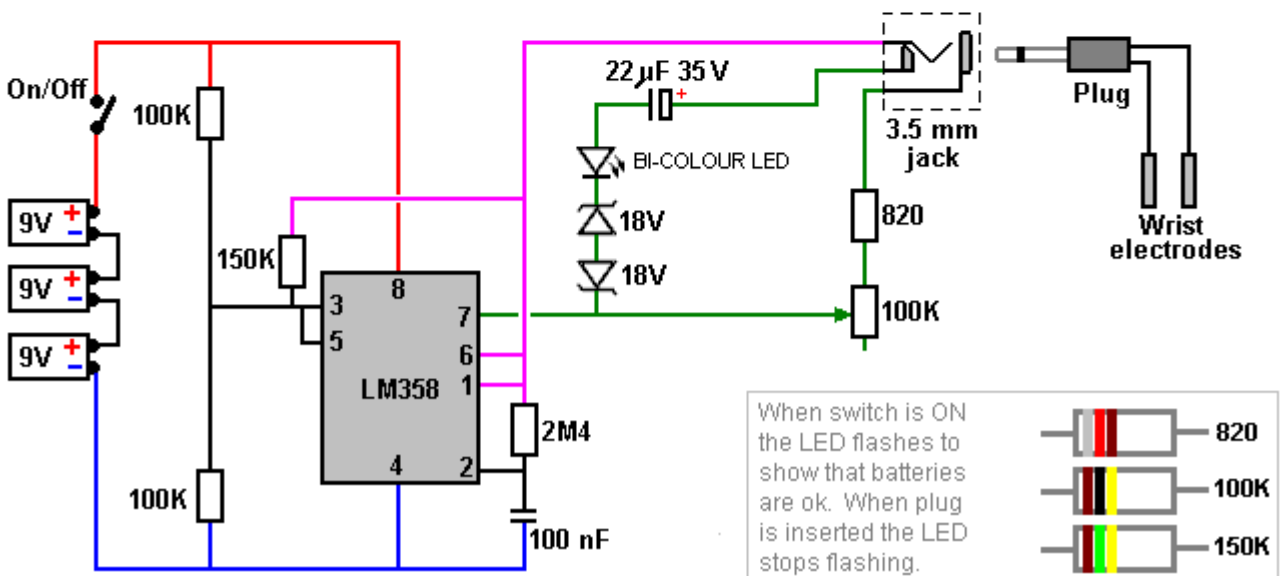 On/Off
100K
22 µF 35 V
+
BI-COLOUR LED
18V
18V
3.5 mm
jack
Plug
Wrist
electrodes
820
100K
9V + -
9V + -
9V + -
150K
3
5
8
7
6
1
LM358
4
2
2M4
100K
100 nF
When switch is ON
the LED flashes to
show that batteries
are ok. When plug
is inserted the LED
stops flashing.
820
100K
150K